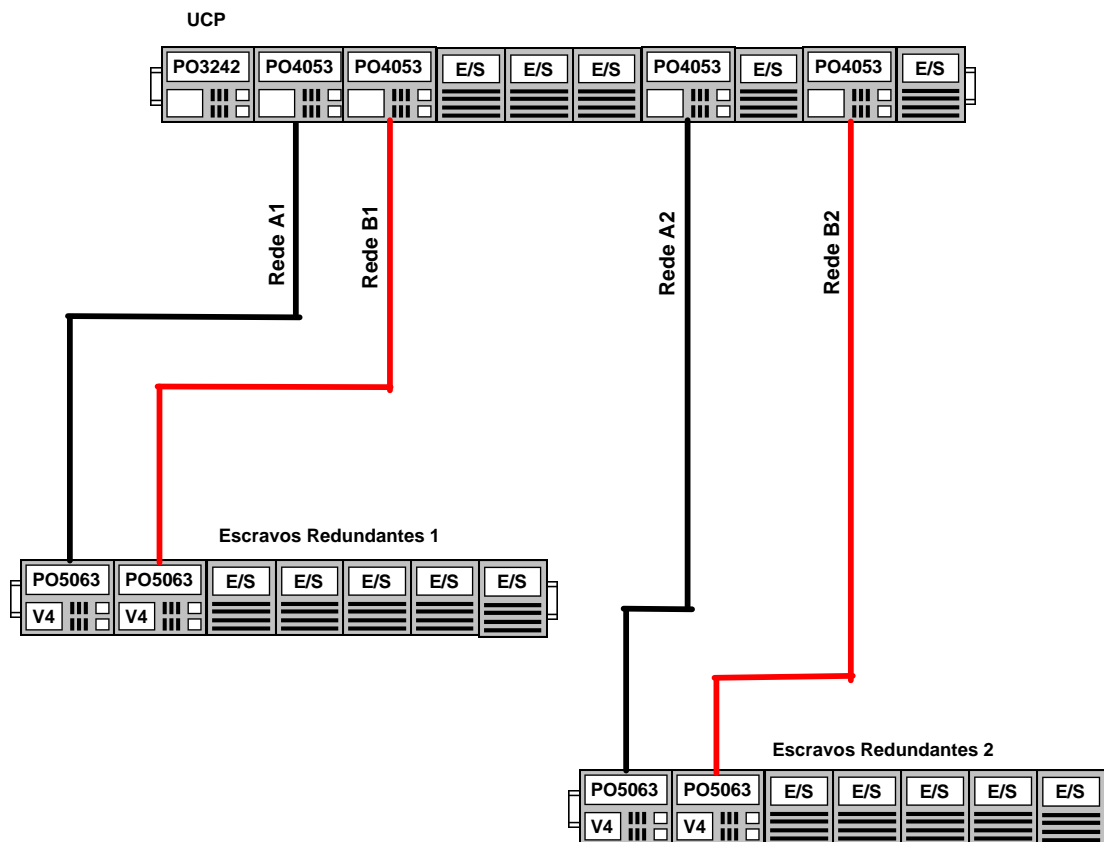 UCP
PO3242 PO4053 PO4053 E/S E/S E/S PO4053 E/S PO4053 E/S
Rede A1
Rede B1
Rede A2
Rede B2
Escravos Redundantes 1
PO5063 PO5063 E/S E/S E/S E/S E/S
V4 V4
Escravos Redundantes 2
PO5063 PO5063 E/S E/S E/S E/S E/S
V4 V4